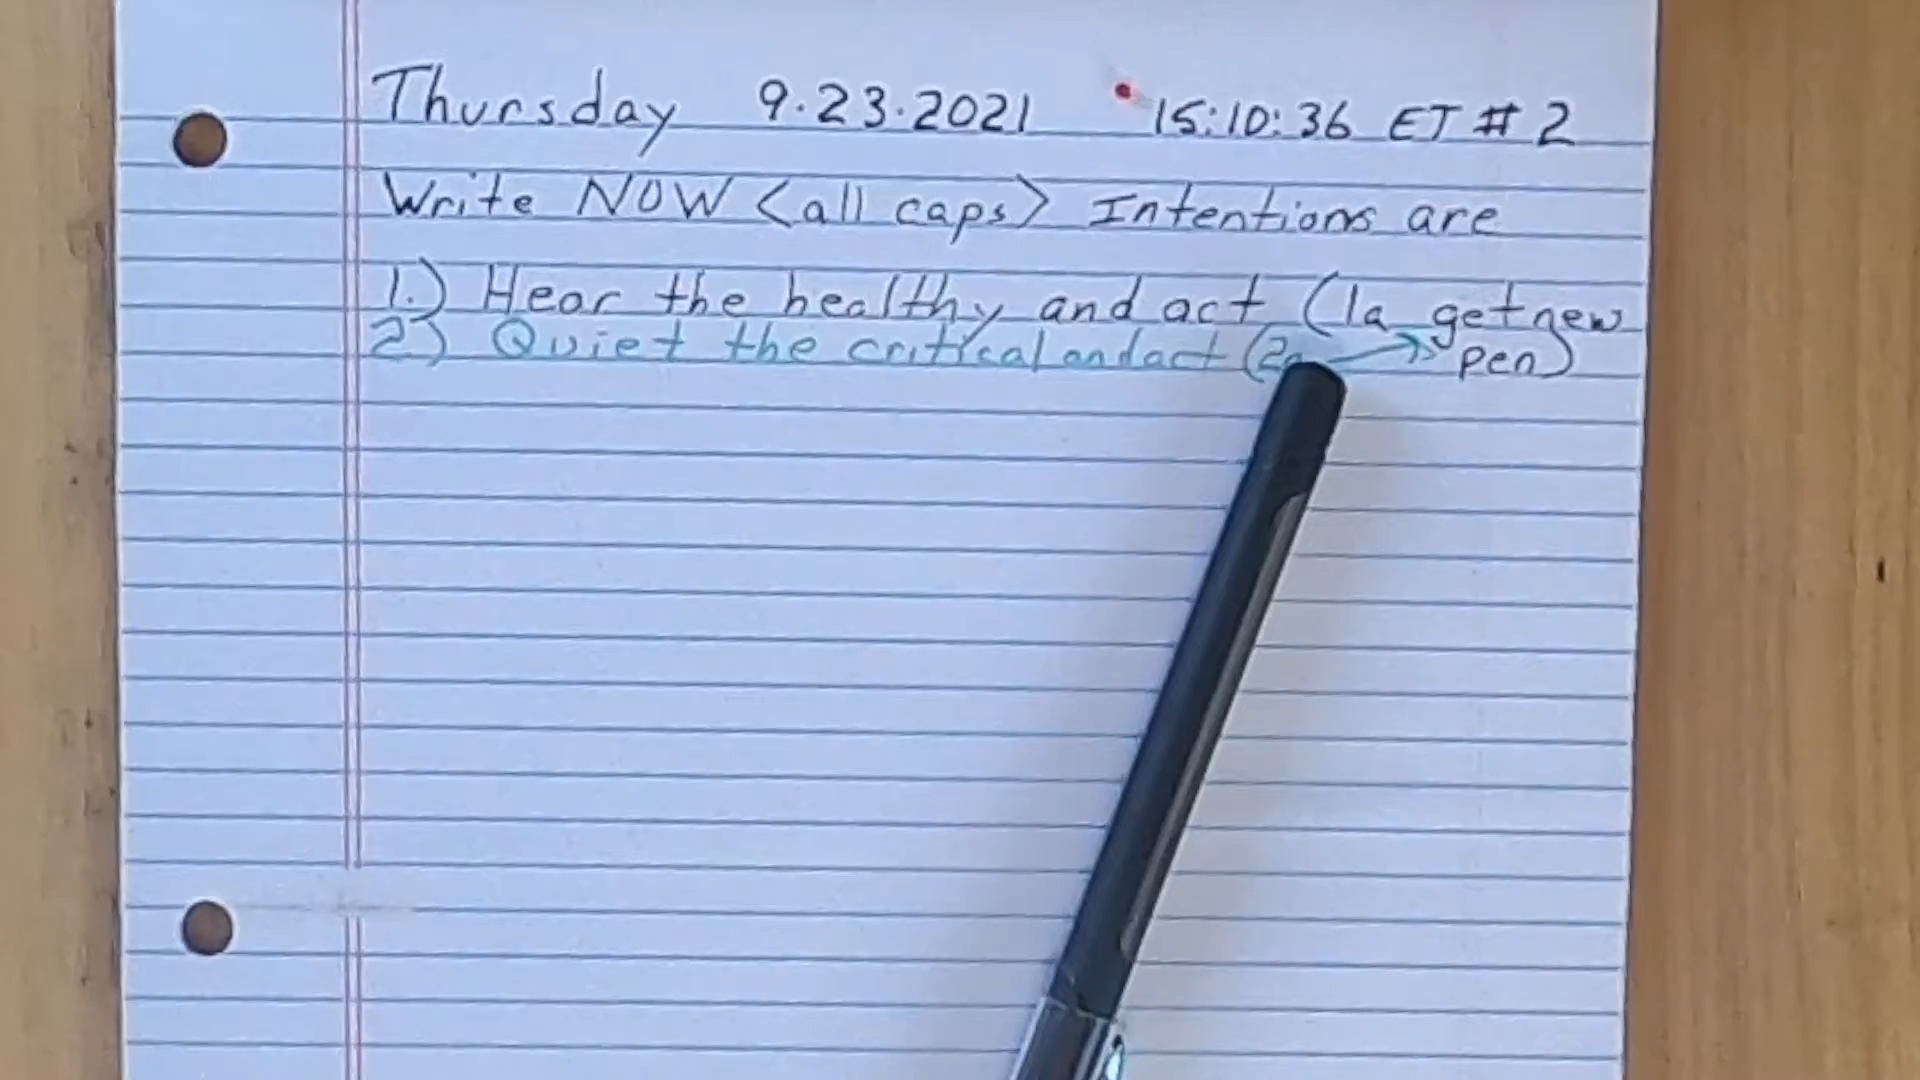 Thursday 9.23.2021 15:10:36 ET # 2
Write NOW <all caps> Intentions are
1.) Hear the healthy and act (1a get new
2) Quiet the critical and act (2a → pen)